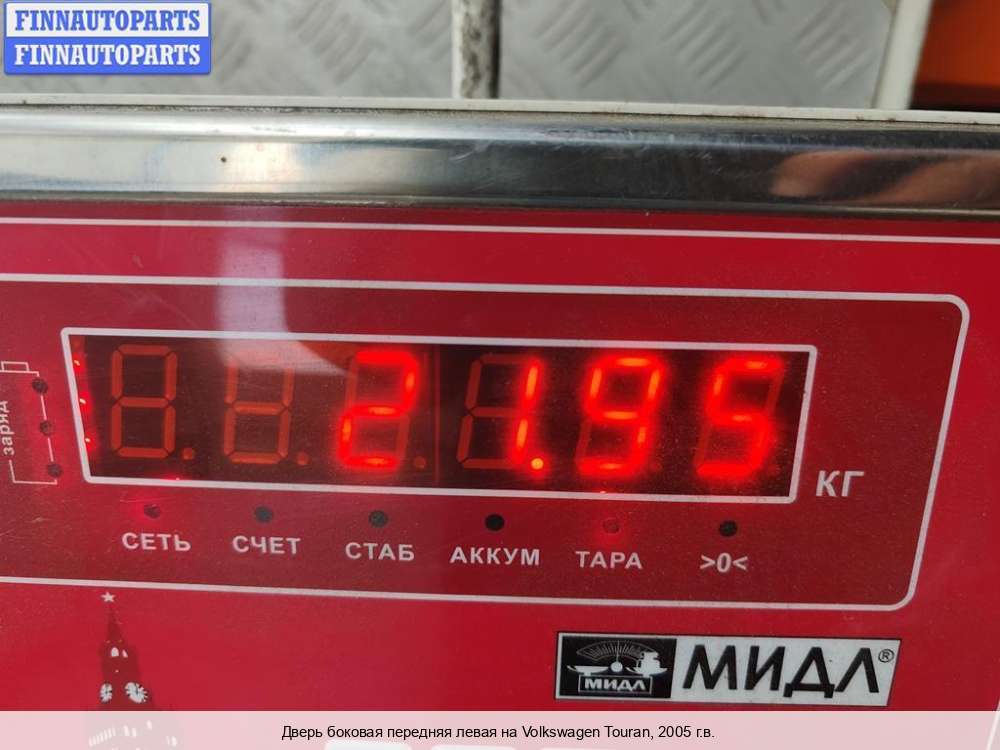 FINNAUTOPARTS
FINNAUTOPARTS
21.95
КГ
заряд
СЕТЬ СЧЕТ СТАБ АККУМ ТАРА >0<
МИДЛ МИДЛ®
Дверь боковая передняя левая на Volkswagen Touran, 2005 г.в.